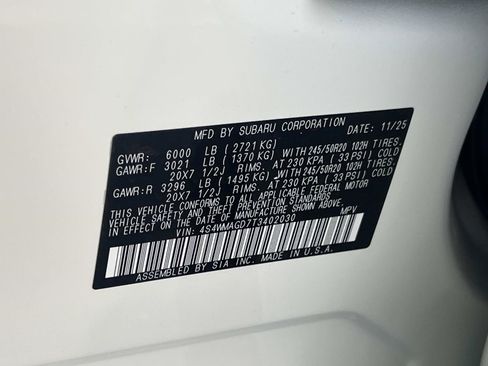 MFD BY SUBARU CORPORATION DATE: 11/25
GVWR: 6000 LB (2721 KG)
GAWR:F 3021 LB (1370 KG) WITH 245/50R20 102H TIRES,
20X7 1/2J RIMS, AT 230 KPA (33 PSI) COLD.
GAWR:R 3296 LB (1495 KG) WITH 245/50R20 102H TIRES,
20X7 1/2J RIMS, AT 230 KPA (33 PSI) COLD.
THIS VEHICLE CONFORMS TO ALL APPLICABLE FEDERAL MOTOR
VEHICLE SAFETY AND THEFT PREVENTION STANDARDS IN EFFECT
ON THE DATE OF MANUFACTURE SHOWN ABOVE.
VIN: 4S4WMAGD7T3402030 MPV
ASSEMBLED BY SIA INC. MADE IN U.S.A.